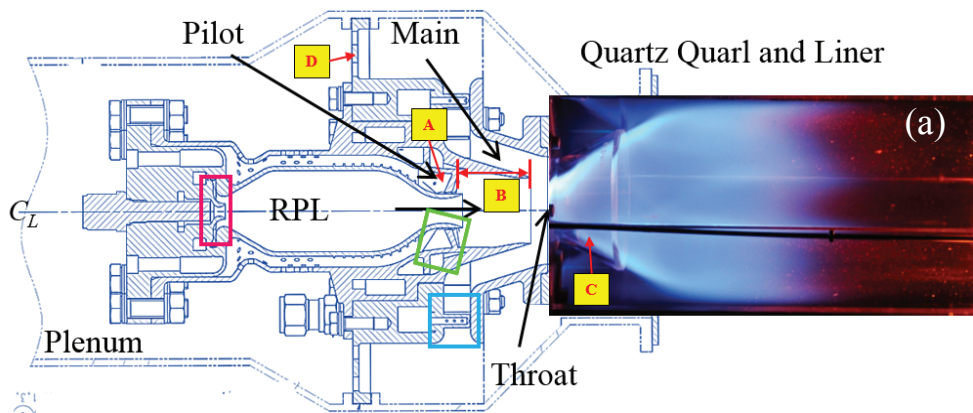 Pilot
Main
Quartz Quarl and Liner
D
(a)
A
B
C_L
RPL
C
Plenum
Throat